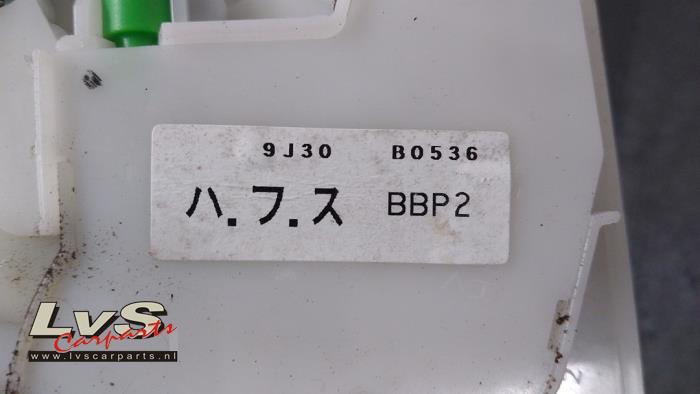 9J30 B0536
ハ.フ.ス BBP2
LvS
Carparts
www.lvscarparts.nl